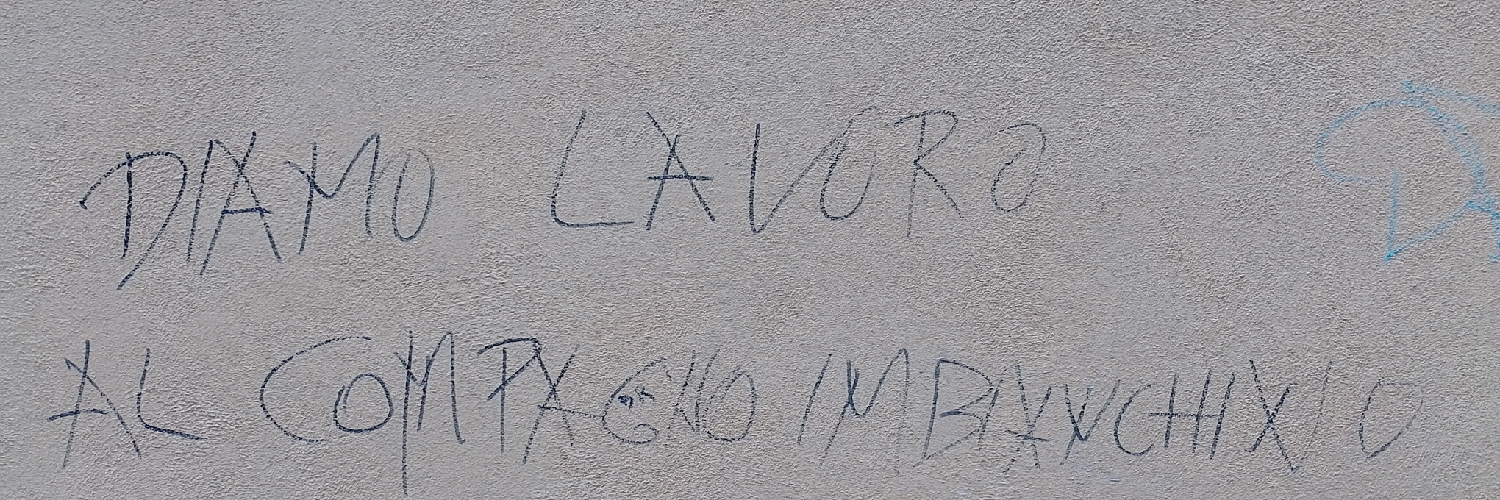 DIAMO LAVORO
AL COMPAGNO IMBIANCHINO